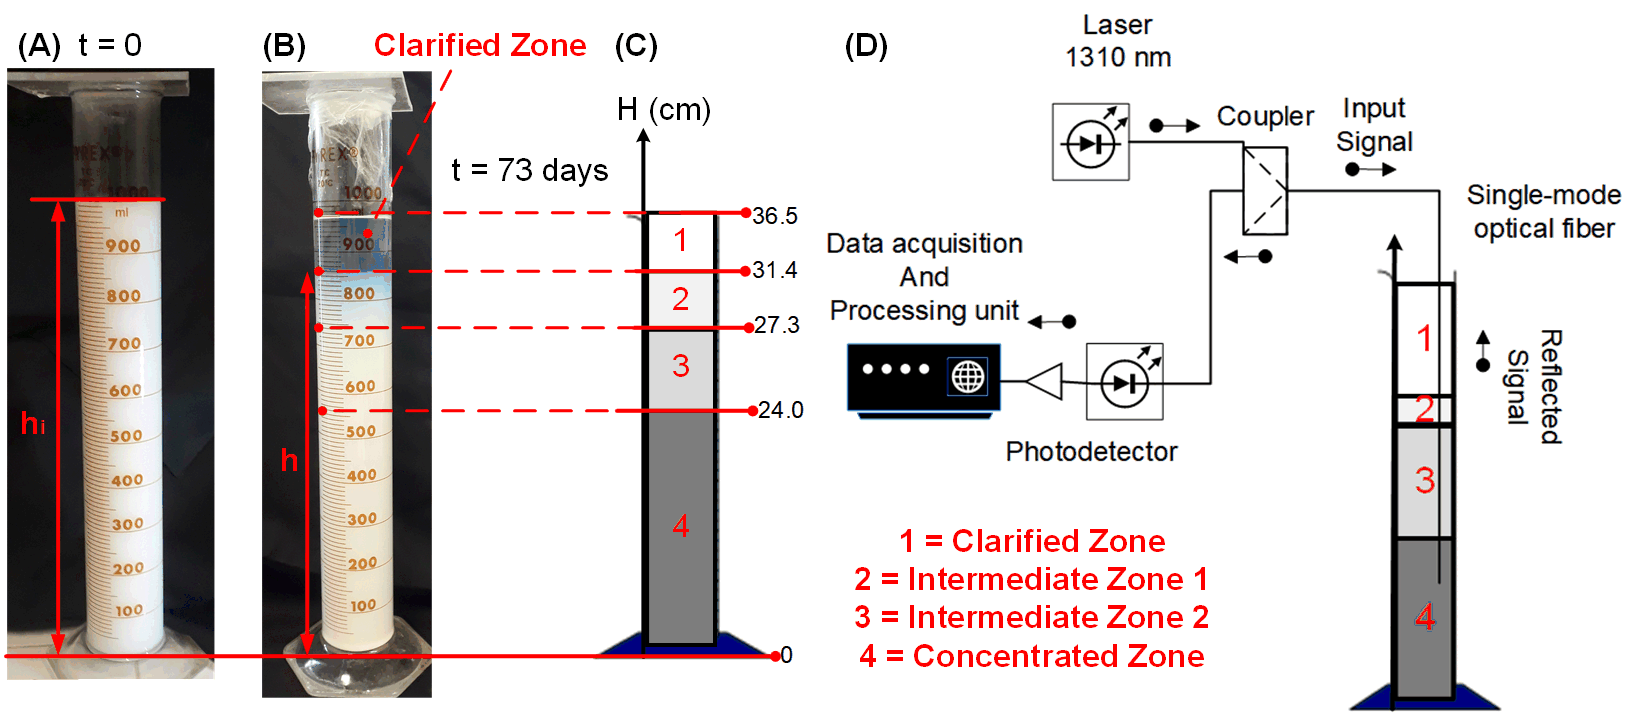 (A) t = 0
YREX®
1000
ml
900
800
700
600
500
400
300
200
100
hi
(B)
Clarified Zone
YREX®
TC
1000
900
800
700
600
500
400
300
200
100
h
t = 73 days
(C)
H (cm)
36.5
31.4
27.3
24.0
0
1
2
3
4
(D)
Laser
1310 nm
Coupler
Input
Signal
Single-mode
optical fiber
Data acquisition
And
Processing unit
Photodetector
Reflected
Signal
1
2
3
4
1 = Clarified Zone
2 = Intermediate Zone 1
3 = Intermediate Zone 2
4 = Concentrated Zone